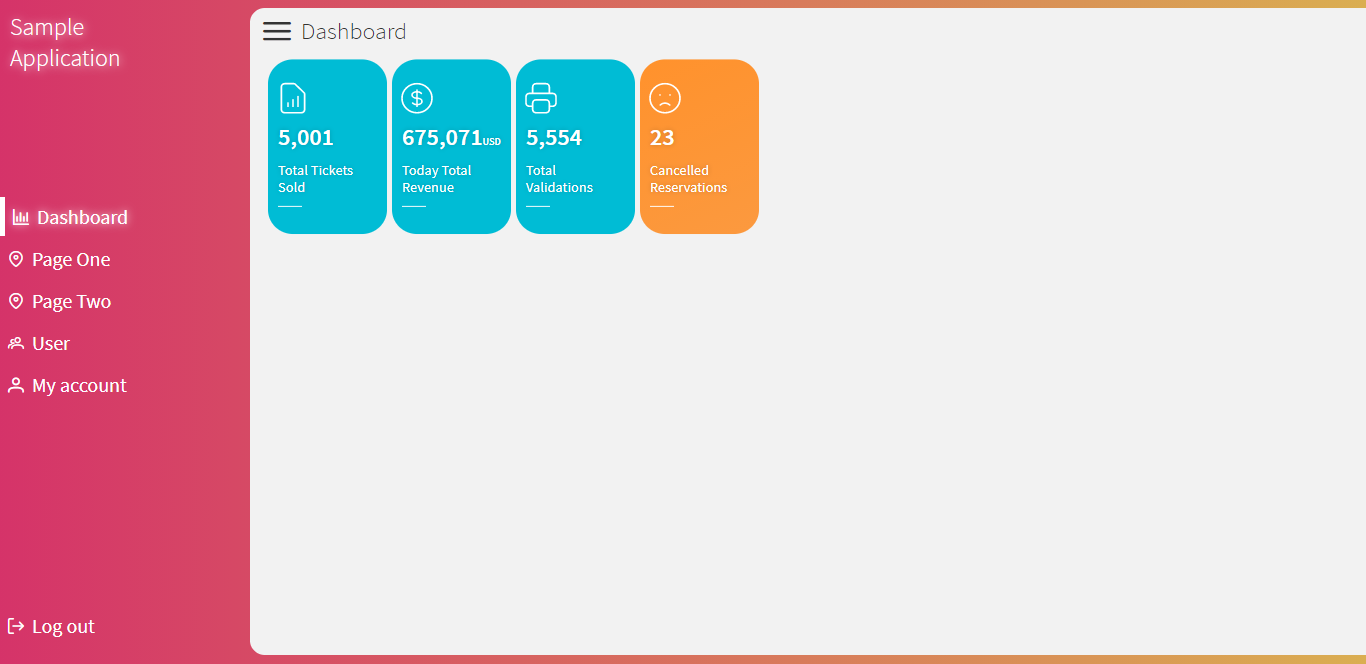 Sample
Application
Dashboard
Page One
Page Two
User
My account
Log out
Dashboard
5,001
Total Tickets
Sold
675,071USD
Today Total
Revenue
5,554
Total
Validations
23
Cancelled
Reservations